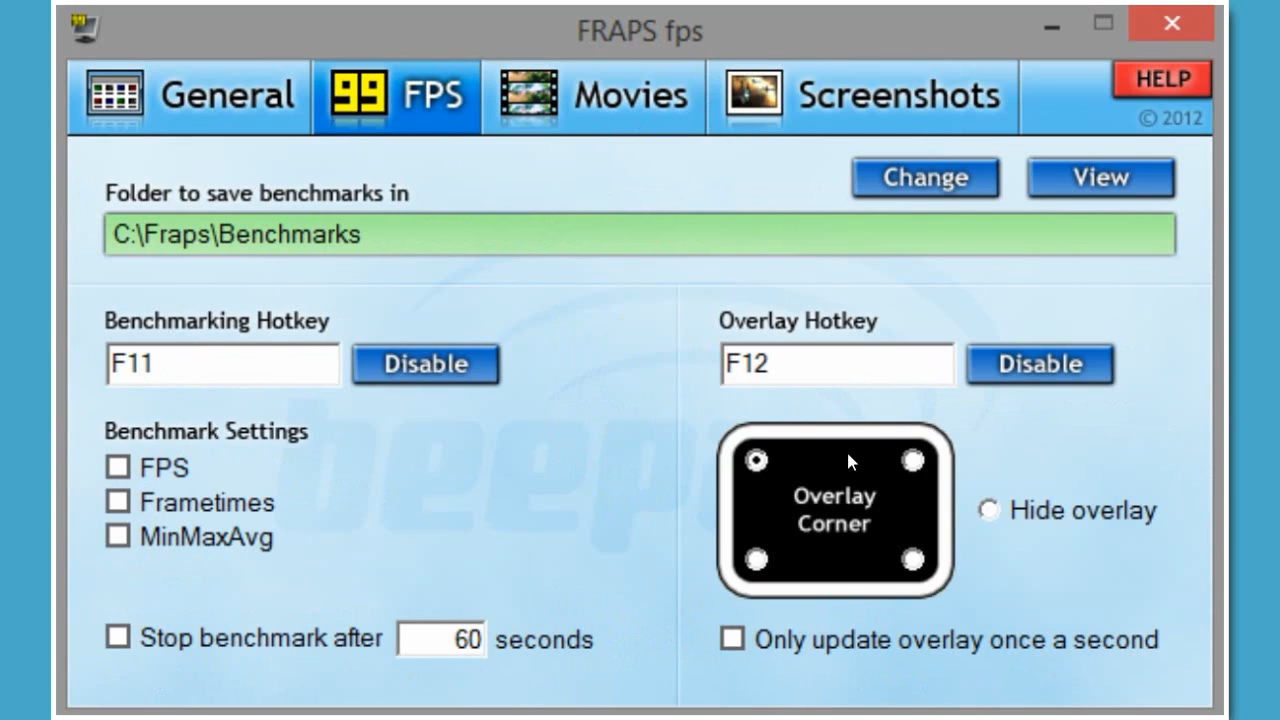 FRAPS fps
General
99 FPS
Movies
Screenshots
HELP
© 2012
Folder to save benchmarks in
Change
View
C:\Fraps\Benchmarks
Benchmarking Hotkey
F11
Disable
Overlay Hotkey
F12
Disable
Benchmark Settings
FPS
Frametimes
MinMaxAvg
Stop benchmark after 60 seconds
Overlay
Corner
Hide overlay
Only update overlay once a second